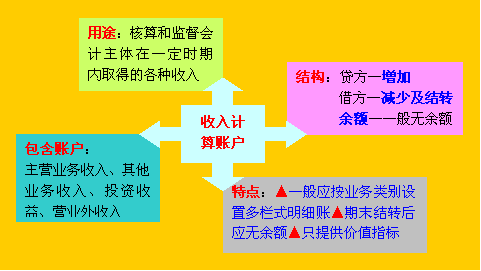 用途：核算和监督会
计主体在一定时期
内取得的各种收入
结构：贷方—增加
借方—减少及结转
余额—一般无余额
收入计
算账户
包含账户：
主营业务收入、其他
业务收入、投资收
益、营业外收入
特点：▲一般应按业务类别设
置多栏式明细账▲期末结转后
应无余额▲只提供价值指标